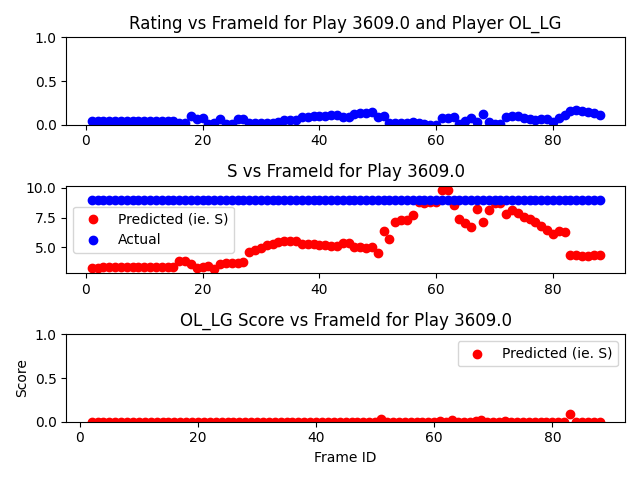 Rating vs FrameId for Play 3609.0 and Player OL_LG
1.0
0.5
0.0
0 20 40 60 80
S vs FrameId for Play 3609.0
10.0
7.5
5.0
Predicted (ie. S)
Actual
0 20 40 60 80
OL_LG Score vs FrameId for Play 3609.0
1.0
0.5
0.0
Score
Predicted (ie. S)
0 20 40 60 80
Frame ID